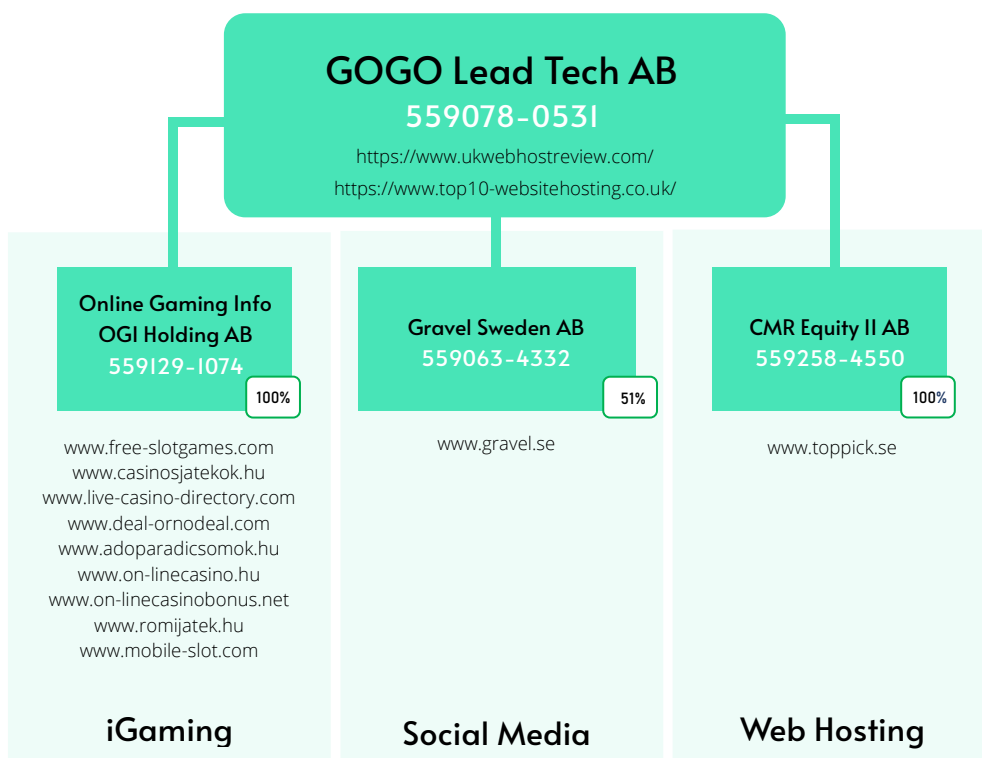 GOGO Lead Tech AB
559078-0531
https://www.ukwebhostreview.com/
https://www.top10-websitehosting.co.uk/
Online Gaming Info
OGI Holding AB
559129-1074
100%
www.free-slotgames.com
www.casinosjatekok.hu
www.live-casino-directory.com
www.deal-ornodeal.com
www.adoparadicsomok.hu
www.on-linecasino.hu
www.on-linecasinobonus.net
www.romijatek.hu
www.mobile-slot.com
iGaming
Gravel Sweden AB
559063-4332
51%
www.gravel.se
Social Media
CMR Equity II AB
559258-4550
100%
www.toppick.se
Web Hosting